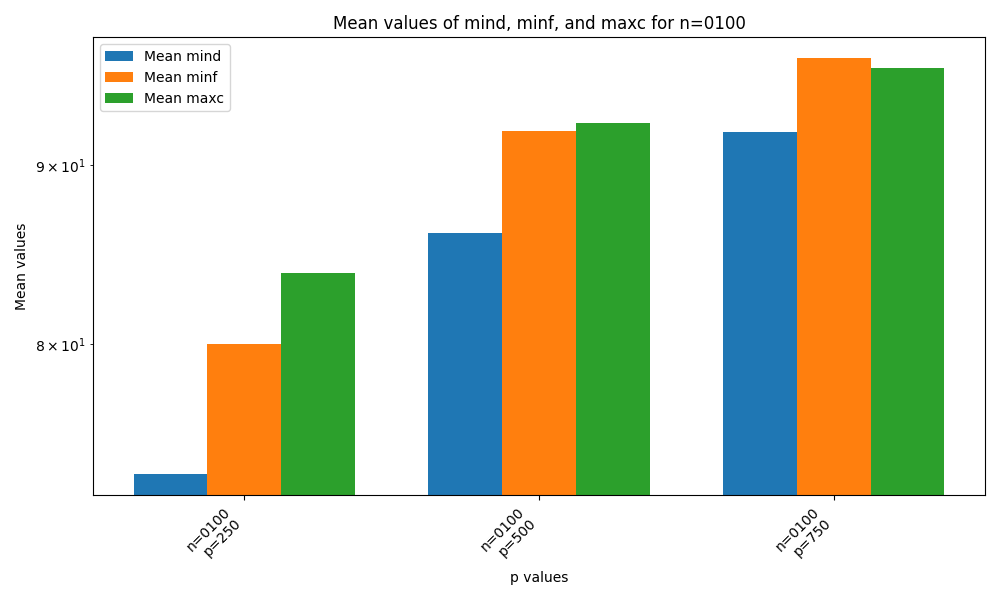 Mean values of mind, minf, and maxc for n=0100
Mean mind
Mean minf
Mean maxc
Mean values
9 × 10¹
8 × 10¹
n=0100
p=250
n=0100
p=500
n=0100
p=750
p values